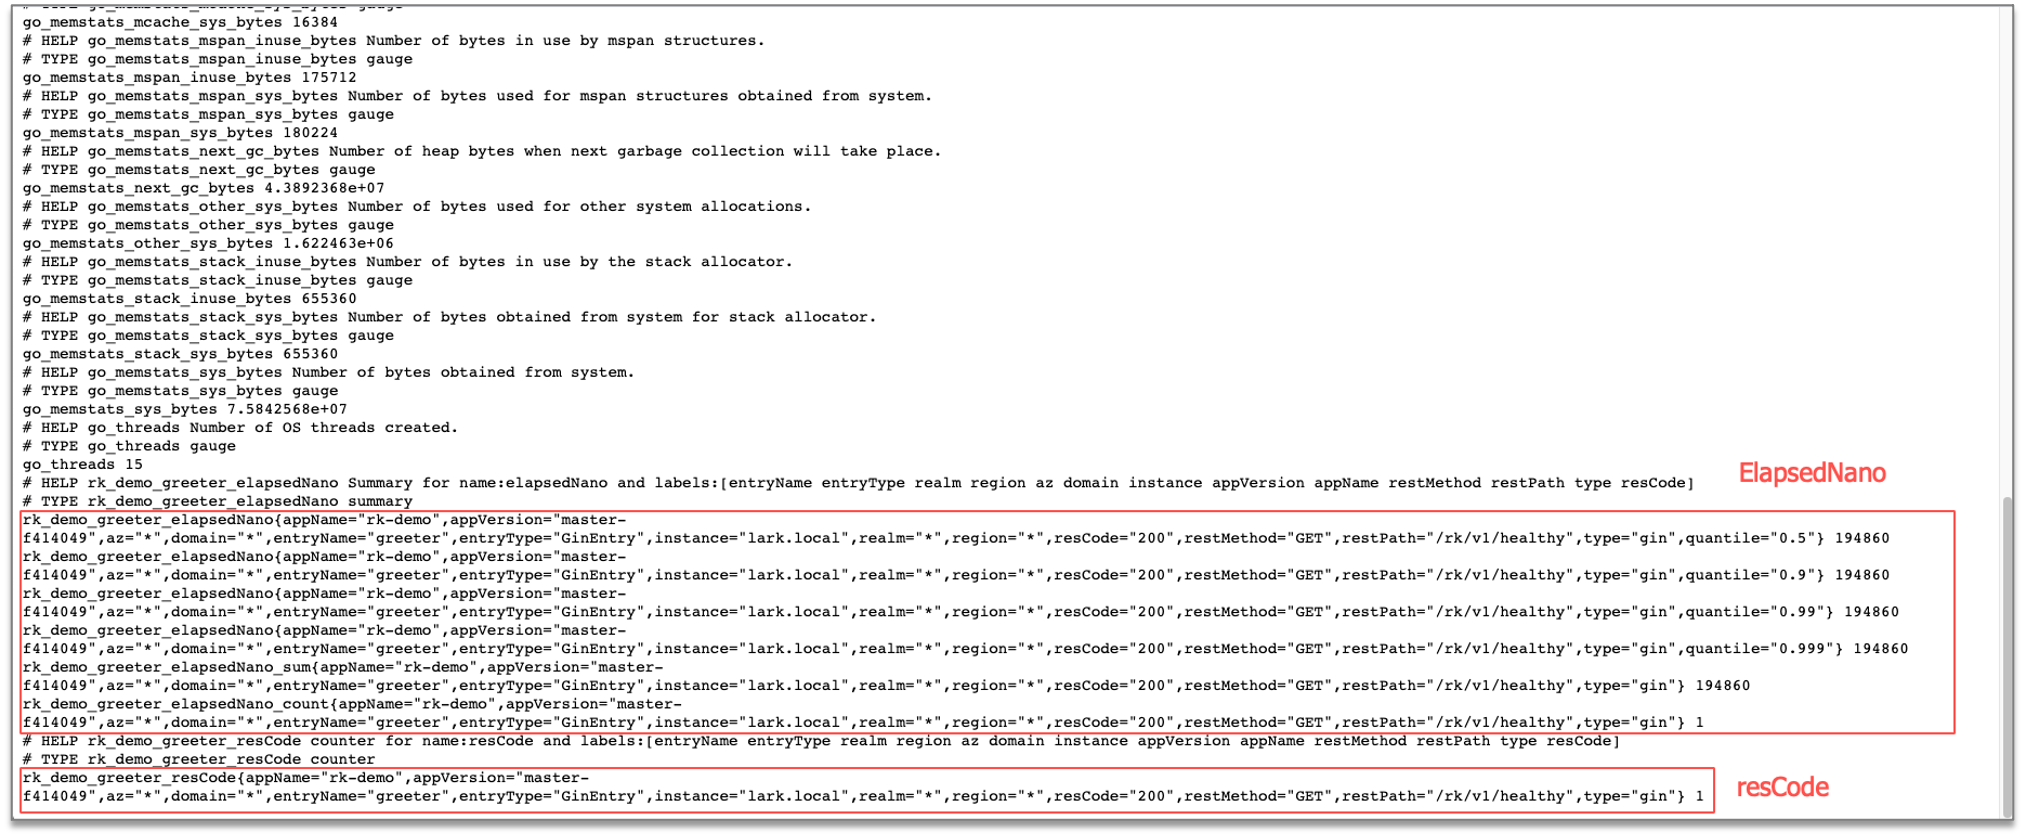 # TYPE go_memstats_mcache_sys_bytes gauge
go_memstats_mcache_sys_bytes 16384
# HELP go_memstats_mspan_inuse_bytes Number of bytes in use by mspan structures.
# TYPE go_memstats_mspan_inuse_bytes gauge
go_memstats_mspan_inuse_bytes 175712
# HELP go_memstats_mspan_sys_bytes Number of bytes used for mspan structures obtained from system.
# TYPE go_memstats_mspan_sys_bytes gauge
go_memstats_mspan_sys_bytes 180224
# HELP go_memstats_next_gc_bytes Number of heap bytes when next garbage collection will take place.
# TYPE go_memstats_next_gc_bytes gauge
go_memstats_next_gc_bytes 4.3892368e+07
# HELP go_memstats_other_sys_bytes Number of bytes used for other system allocations.
# TYPE go_memstats_other_sys_bytes gauge
go_memstats_other_sys_bytes 1.622463e+06
# HELP go_memstats_stack_inuse_bytes Number of bytes in use by the stack allocator.
# TYPE go_memstats_stack_inuse_bytes gauge
go_memstats_stack_inuse_bytes 655360
# HELP go_memstats_stack_sys_bytes Number of bytes obtained from system for stack allocator.
# TYPE go_memstats_stack_sys_bytes gauge
go_memstats_stack_sys_bytes 655360
# HELP go_memstats_sys_bytes Number of bytes obtained from system.
# TYPE go_memstats_sys_bytes gauge
go_memstats_sys_bytes 7.5842568e+07
# HELP go_threads Number of OS threads created.
# TYPE go_threads gauge
go_threads 15
ElapsedNano
# HELP rk_demo_greeter_elapsedNano Summary for name:elapsedNano and labels:[entryName entryType realm region az domain instance appVersion appName restMethod restPath type resCode]
# TYPE rk_demo_greeter_elapsedNano summary
rk_demo_greeter_elapsedNano{appName="rk-demo",appVersion="master-
f414049",az="*",domain="*",entryName="greeter",entryType="GinEntry",instance="lark.local",realm="*",region="*",resCode="200",restMethod="GET",restPath="/rk/v1/healthy",type="gin",quantile="0.5"} 194860
rk_demo_greeter_elapsedNano{appName="rk-demo",appVersion="master-
f414049",az="*",domain="*",entryName="greeter",entryType="GinEntry",instance="lark.local",realm="*",region="*",resCode="200",restMethod="GET",restPath="/rk/v1/healthy",type="gin",quantile="0.9"} 194860
rk_demo_greeter_elapsedNano{appName="rk-demo",appVersion="master-
f414049",az="*",domain="*",entryName="greeter",entryType="GinEntry",instance="lark.local",realm="*",region="*",resCode="200",restMethod="GET",restPath="/rk/v1/healthy",type="gin",quantile="0.99"} 194860
rk_demo_greeter_elapsedNano{appName="rk-demo",appVersion="master-
f414049",az="*",domain="*",entryName="greeter",entryType="GinEntry",instance="lark.local",realm="*",region="*",resCode="200",restMethod="GET",restPath="/rk/v1/healthy",type="gin",quantile="0.999"} 194860
rk_demo_greeter_elapsedNano_sum{appName="rk-demo",appVersion="master-
f414049",az="*",domain="*",entryName="greeter",entryType="GinEntry",instance="lark.local",realm="*",region="*",resCode="200",restMethod="GET",restPath="/rk/v1/healthy",type="gin"} 194860
rk_demo_greeter_elapsedNano_count{appName="rk-demo",appVersion="master-
f414049",az="*",domain="*",entryName="greeter",entryType="GinEntry",instance="lark.local",realm="*",region="*",resCode="200",restMethod="GET",restPath="/rk/v1/healthy",type="gin"} 1
# HELP rk_demo_greeter_resCode counter for name:resCode and labels:[entryName entryType realm region az domain instance appVersion appName restMethod restPath type resCode]
# TYPE rk_demo_greeter_resCode counter
rk_demo_greeter_resCode{appName="rk-demo",appVersion="master-
f414049",az="*",domain="*",entryName="greeter",entryType="GinEntry",instance="lark.local",realm="*",region="*",resCode="200",restMethod="GET",restPath="/rk/v1/healthy",type="gin"} 1
resCode